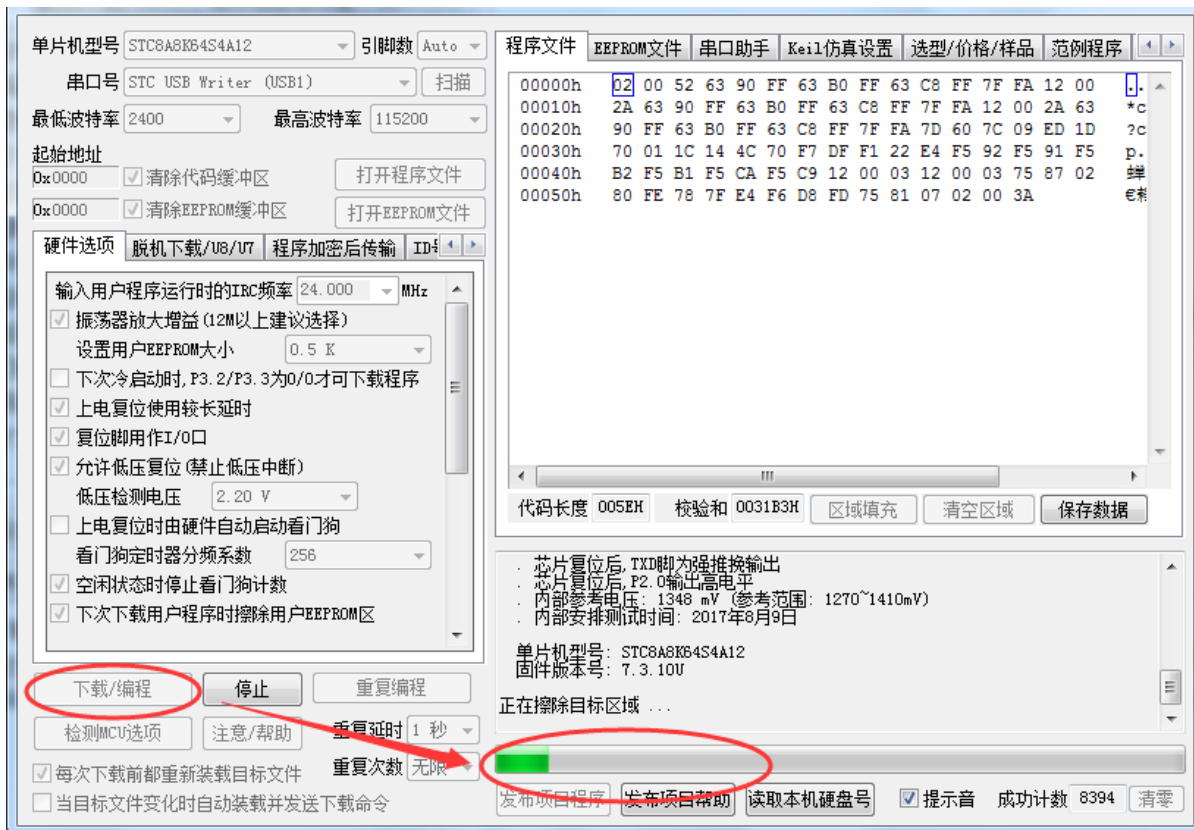 单片机型号 STC8A8K64S4A12 引脚数 Auto
串口号 STC USB Writer (USB1) 扫描
最低波特率 2400 最高波特率 115200
起始地址
0x0000 清除代码缓冲区 打开程序文件
0x0000 清除EEPROM缓冲区 打开EEPROM文件
硬件选项 脱机下载/U8/U7 程序加密后传输
输入用户程序运行时的IRC频率 24.000 MHz
振荡器放大增益(12M以上建议选择)
设置用户EEPROM大小 0.5 K
下次冷启动时,P3.2/P3.3为0/0才可下载程序
上电复位使用较长延时
复位脚用作I/O口
允许低压复位(禁止低压中断)
低压检测电压 2.20 V
上电复位时由硬件自动启动看门狗
看门狗定时器分频系数 256
空闲状态时停止看门狗计数
下次下载用户程序时擦除用户EEPROM区
下载/编程 停止 重复编程
检测MCU选项 注意/帮助 重复延时 1 秒
每次下载前都重新装载目标文件 重复次数 无限
当目标文件变化时自动装载并发送下载命令
程序文件 EEPROM文件 串口助手 Keil仿真设置 选型/价格/样品 范例程序
00000h 02 00 52 63 90 FF 63 B0 FF 63 C8 FF 7F FA 12 00 ..
00010h 2A 63 90 FF 63 B0 FF 63 C8 FF 7F FA 12 00 2A 63 *c
00020h 90 FF 63 B0 FF 63 C8 FF 7F FA 7D 60 7C 09 ED 1D ?c
00030h 70 01 1C 14 4C 70 F7 DF F1 22 E4 F5 92 F5 91 F5 p.
00040h B2 F5 B1 F5 CA F5 C9 12 00 03 12 00 03 75 87 02
00050h 80 FE 78 7F E4 F6 D8 FD 75 81 07 02 00 3A
代码长度 005EH 校验和 0031B3H 区域填充 清空区域 保存数据
. 芯片复位后,TXD脚为强推挽输出
. 芯片复位后,P2.0输出高电平
. 内部参考电压: 1348 mV (参考范围: 1270~1410mV)
. 内部安排测试时间: 2017年8月9日
单片机型号: STC8A8K64S4A12
固件版本号: 7.3.10U
正在擦除目标区域 ...
发布项目程序 发布项目帮助 读取本机硬盘号 提示音 成功计数 8394 清零